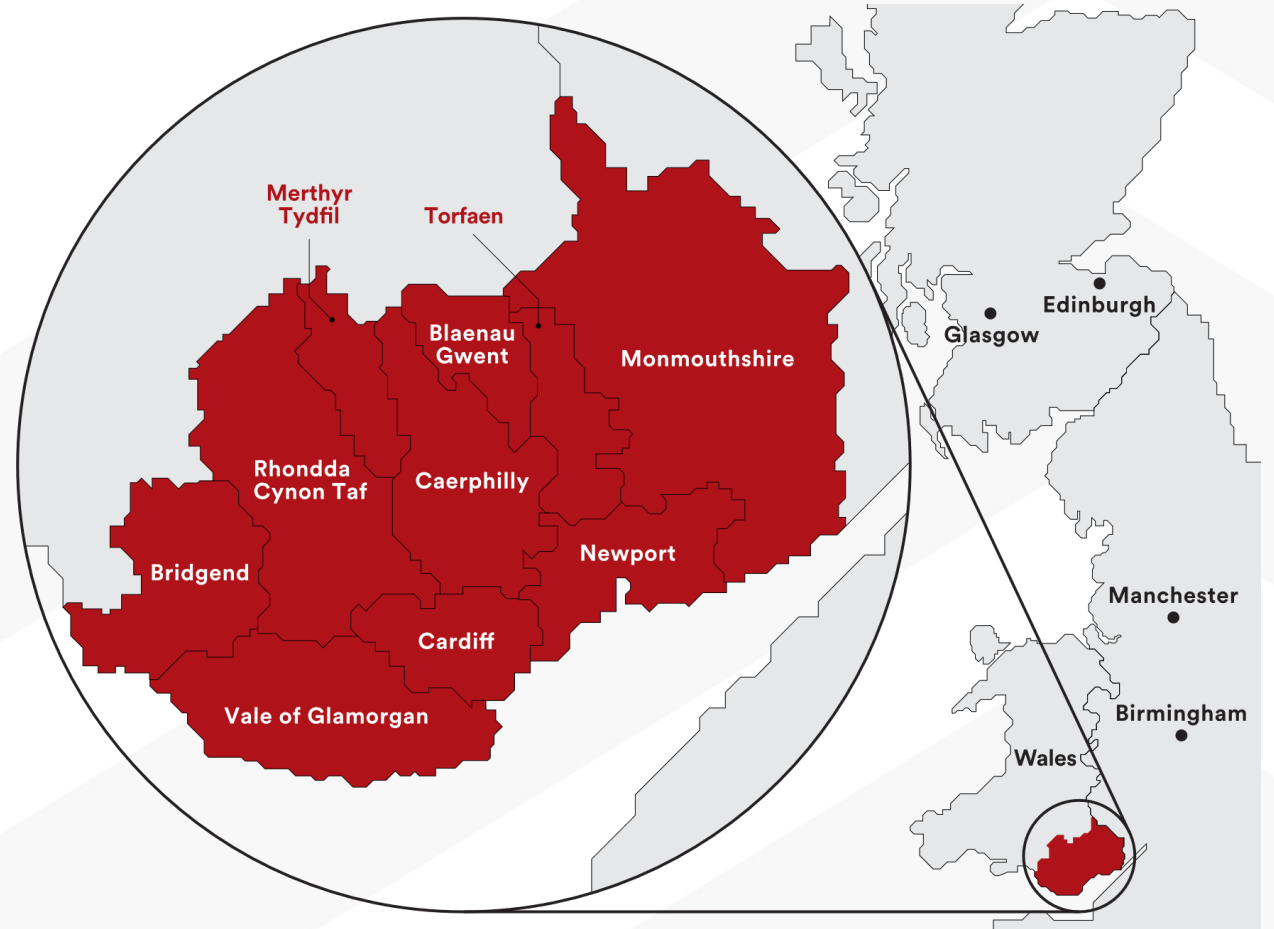 Merthyr
Tydfil
Torfaen
Blaenau
Gwent
Monmouthshire
Rhondda
Cynon Taf
Caerphilly
Newport
Bridgend
Cardiff
Vale of Glamorgan
Edinburgh
Glasgow
Manchester
Birmingham
Wales